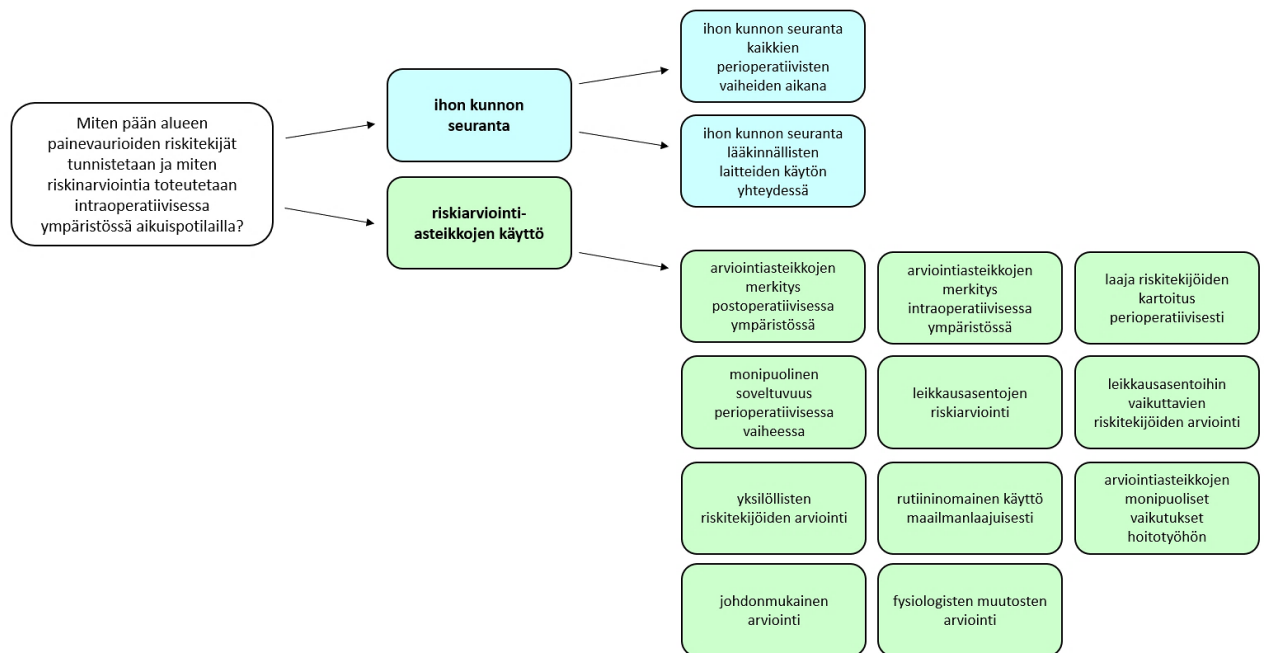 Miten pään alueen
painevaurioiden riskitekijät
tunnistetaan ja miten
riskinarviointia toteutetaan
intraoperatiivisessa
ympäristössä aikuispotilailla?
ihon kunnon
seuranta
riskiarviointi-
asteikkojen käyttö
ihon kunnon seuranta
kaikkien
perioperatiivisten
vaiheiden aikana
ihon kunnon seuranta
lääkinnällisten
laitteiden käytön
yhteydessä
arviointiasteikkojen
merkitys
postoperatiivisessa
ympäristössä
arviointiasteikkojen
merkitys
intraoperatiivisessa
ympäristössä
laaja riskitekijöiden
kartoitus
perioperatiivisesti
monipuolinen
soveltuvuus
perioperatiivisessa
vaiheessa
leikkausasentojen
riskiarviointi
leikkausasentoihin
vaikuttavien
riskitekijöiden arviointi
yksilöllisten
riskitekijöiden arviointi
rutiininomainen käyttö
maailmanlaajuisesti
arviointiasteikkojen
monipuoliset
vaikutukset
hoitotyöhön
johdonmukainen
arviointi
fysiologisten muutosten
arviointi